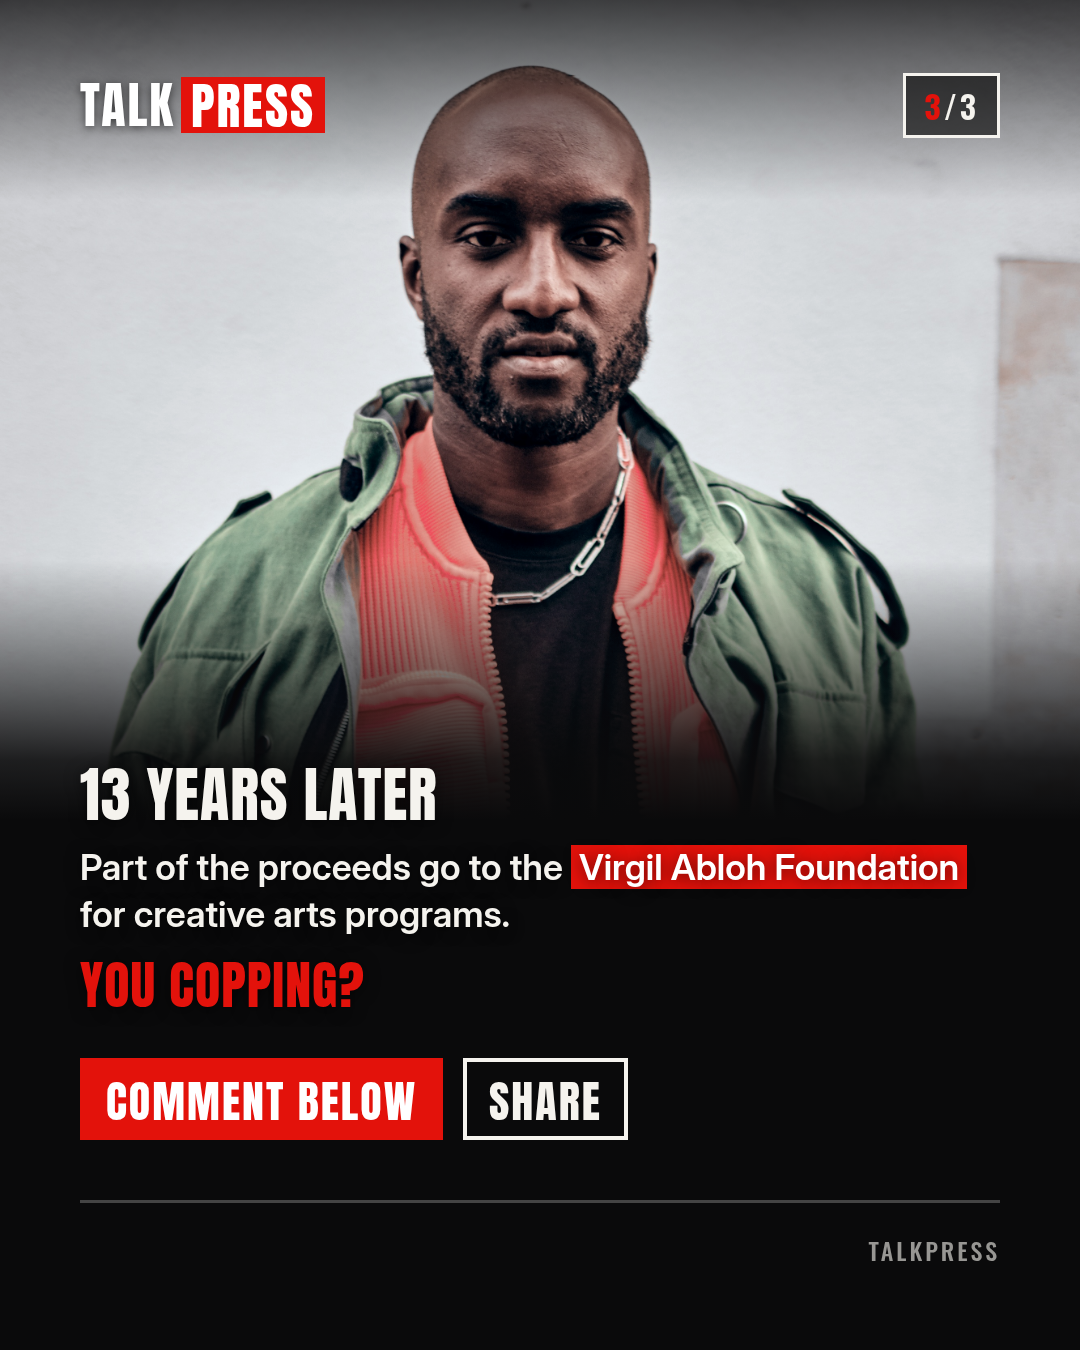 TALK PRESS
3/3
13 YEARS LATER
Part of the proceeds go to the Virgil Abloh Foundation
for creative arts programs.
YOU COPPING?
COMMENT BELOW
SHARE
TALKPRESS